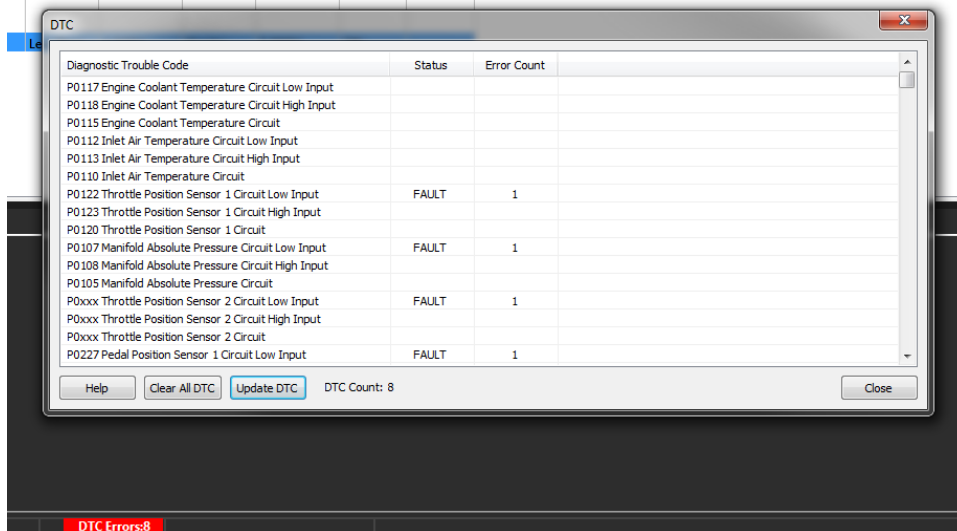 DTC
Le
Diagnostic Trouble Code Status Error Count
P0117 Engine Coolant Temperature Circuit Low Input
P0118 Engine Coolant Temperature Circuit High Input
P0115 Engine Coolant Temperature Circuit
P0112 Inlet Air Temperature Circuit Low Input
P0113 Inlet Air Temperature Circuit High Input
P0110 Inlet Air Temperature Circuit
P0122 Throttle Position Sensor 1 Circuit Low Input FAULT 1
P0123 Throttle Position Sensor 1 Circuit High Input
P0120 Throttle Position Sensor 1 Circuit
P0107 Manifold Absolute Pressure Circuit Low Input FAULT 1
P0108 Manifold Absolute Pressure Circuit High Input
P0105 Manifold Absolute Pressure Circuit
P0xxx Throttle Position Sensor 2 Circuit Low Input FAULT 1
P0xxx Throttle Position Sensor 2 Circuit High Input
P0xxx Throttle Position Sensor 2 Circuit
P0227 Pedal Position Sensor 1 Circuit Low Input FAULT 1
Help Clear All DTC Update DTC DTC Count: 8 Close
DTC Errors:8